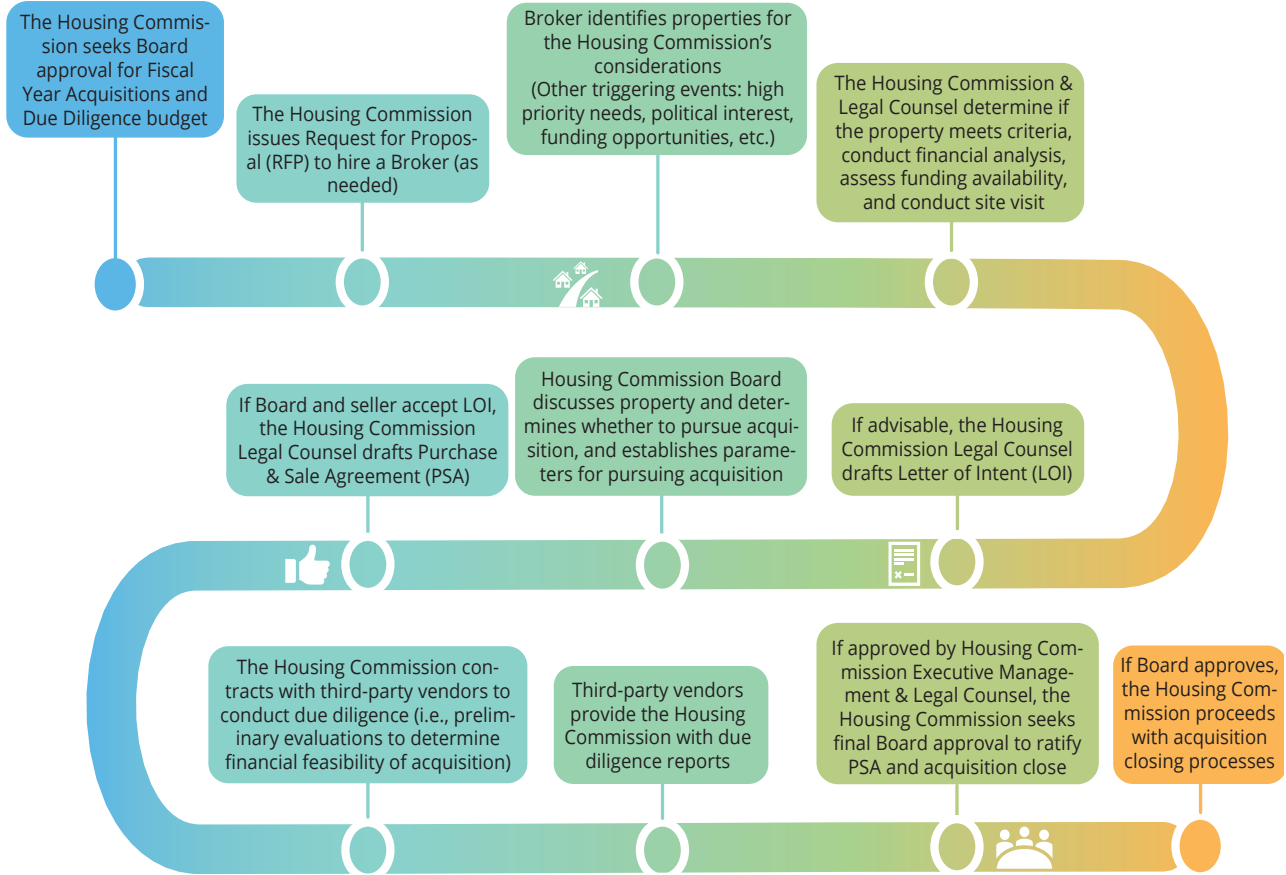 The Housing Commis-
sion seeks Board
approval for Fiscal
Year Acquisitions and
Due Diligence budget
The Housing Commission
issues Request for Propos-
al (RFP) to hire a Broker (as
needed)
Broker identifies properties for
the Housing Commission’s
considerations
(Other triggering events: high
priority needs, political interest,
funding opportunities, etc.)
The Housing Commission &
Legal Counsel determine if
the property meets criteria,
conduct financial analysis,
assess funding availability,
and conduct site visit
If advisable, the Housing
Commission Legal Counsel
drafts Letter of Intent (LOI)
Housing Commission Board
discusses property and deter-
mines whether to pursue acqui-
sition, and establishes parame-
ters for pursuing acquisition
If Board and seller accept LOI,
the Housing Commission
Legal Counsel drafts Purchase
& Sale Agreement (PSA)
The Housing Commission con-
tracts with third-party vendors to
conduct due diligence (i.e., prelim-
inary evaluations to determine
financial feasibility of acquisition)
Third-party vendors
provide the Housing
Commission with due
diligence reports
If approved by Housing Com-
mission Executive Manage-
ment & Legal Counsel, the
Housing Commission seeks
final Board approval to ratify
PSA and acquisition close
If Board approves,
the Housing Com-
mission proceeds
with acquisition
closing processes